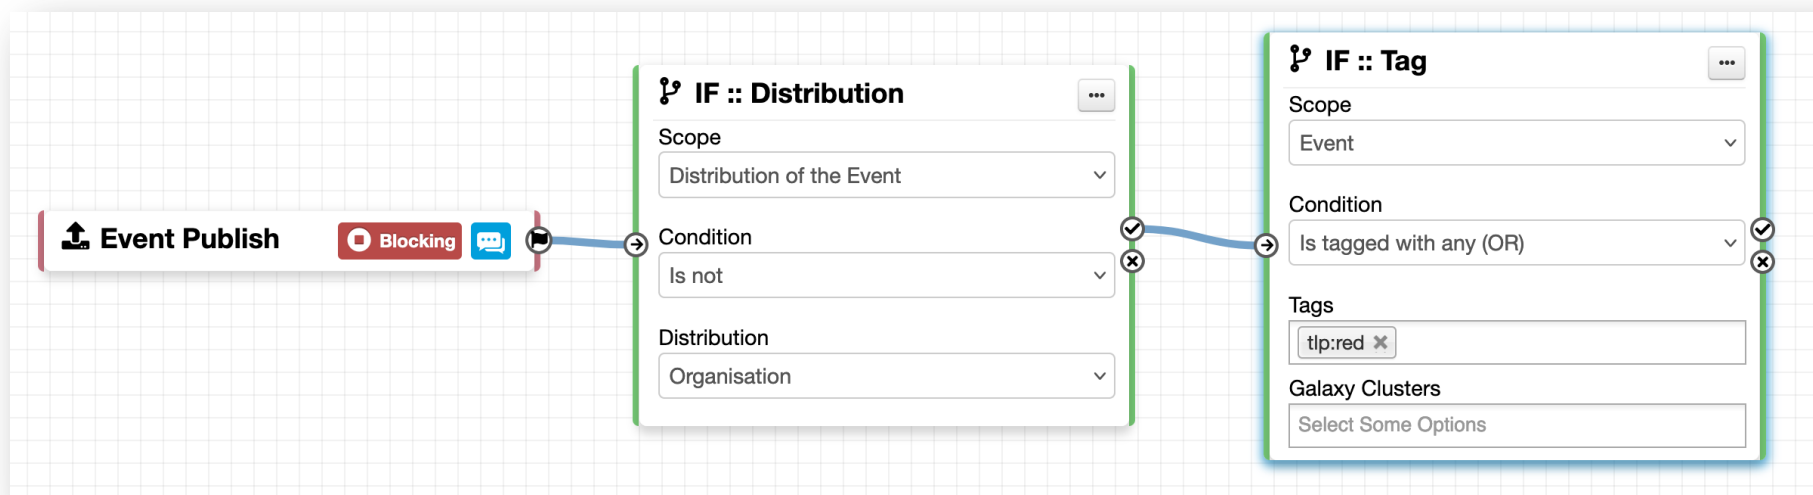 Event Publish
Blocking
IF :: Distribution
Scope
Distribution of the Event
Condition
Is not
Distribution
Organisation
IF :: Tag
Scope
Event
Condition
Is tagged with any (OR)
Tags
tlp:red
Galaxy Clusters
Select Some Options